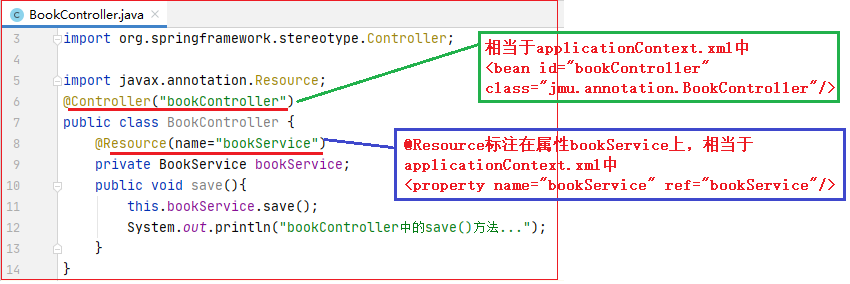 BookController.java
3 import org.springframework.stereotype.Controller;
4
5 import javax.annotation.Resource;
6 @Controller("bookController")
7 public class BookController {
8 @Resource(name="bookService")
9 private BookService bookService;
10 public void save(){
11 this.bookService.save();
12 System.out.println("bookController中的save()方法...");
13 }
14 }
相当于applicationContext.xml中
<bean id="bookController"
class="jmu.annotation.BookController"/>
@Resource标注在属性bookService上，相当于
applicationContext.xml中
<property name="bookService" ref="bookService"/>